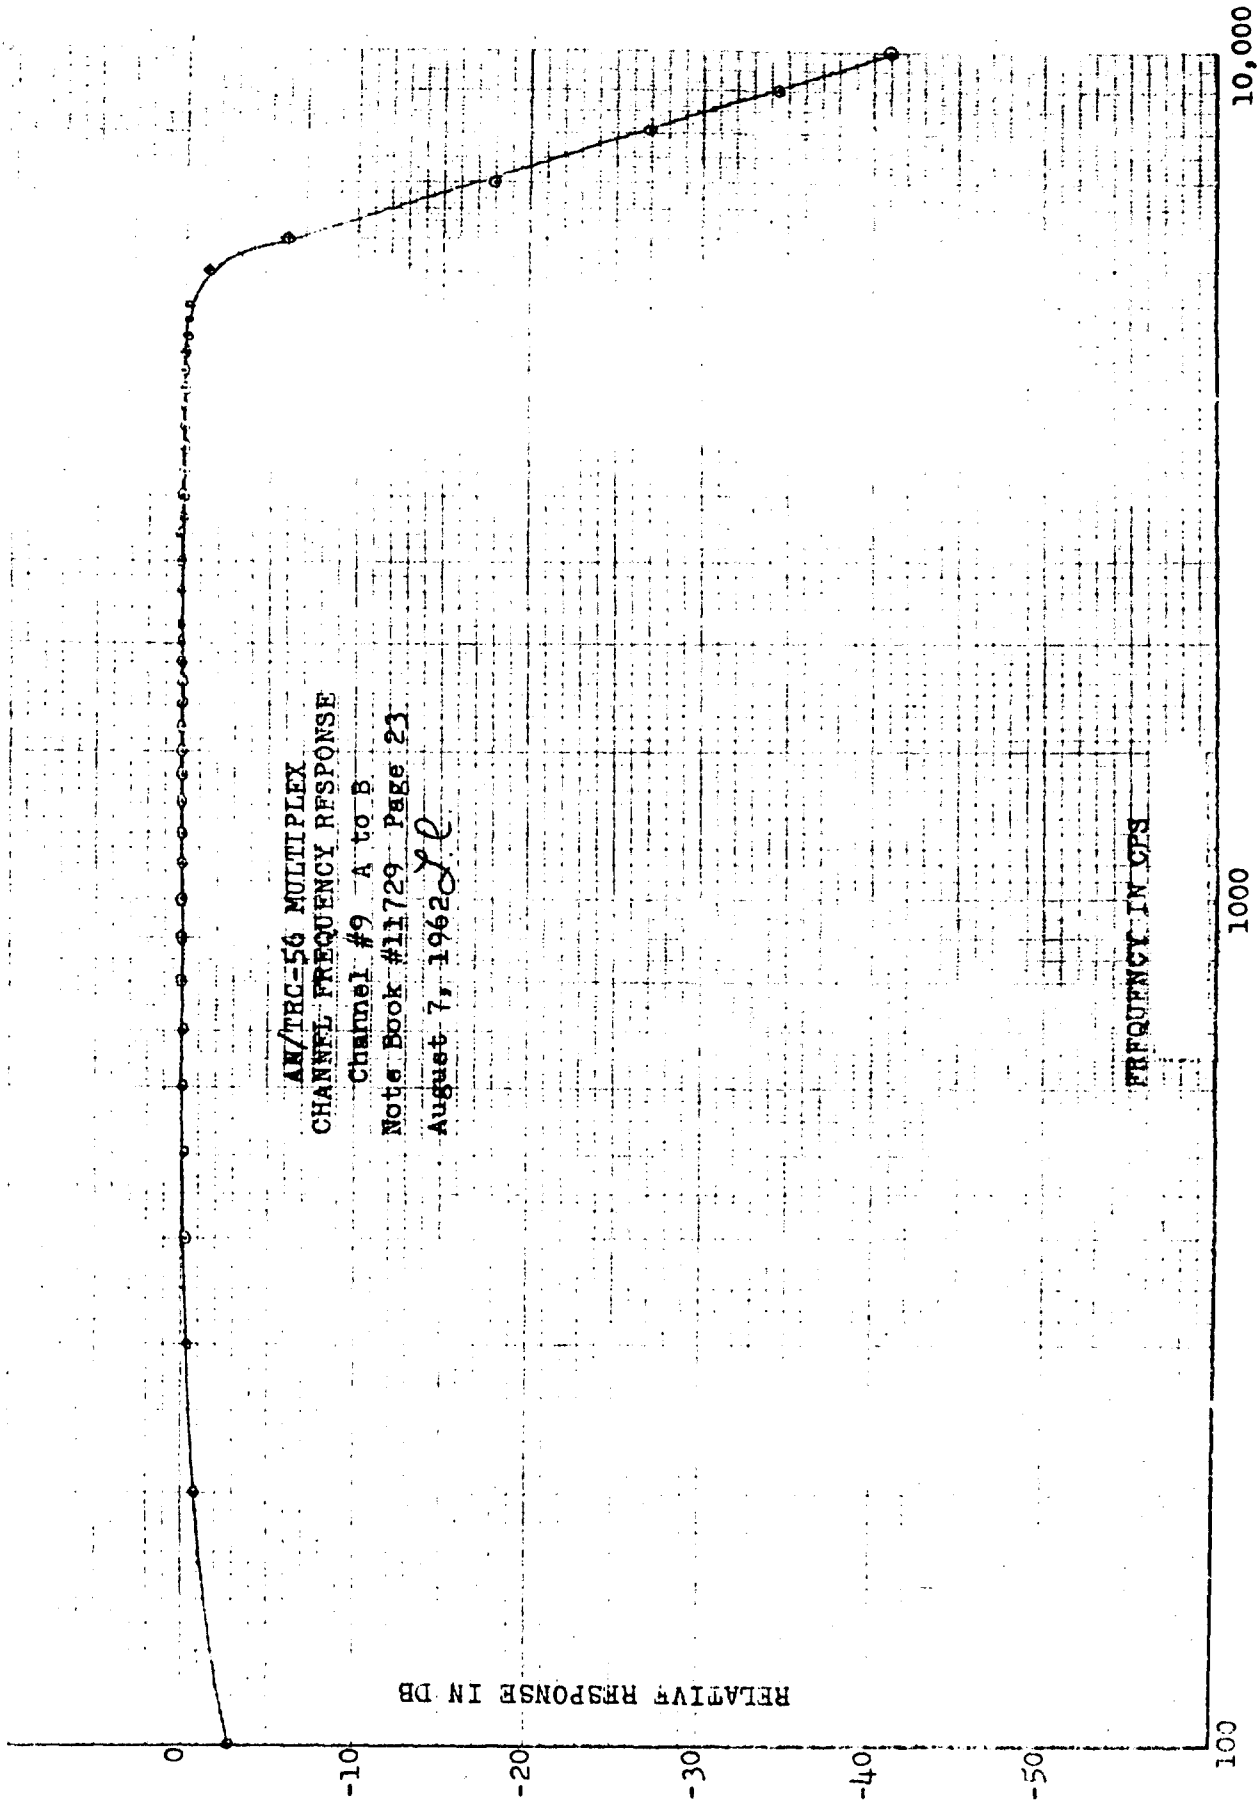 AN/TRC-56 MULTIPLEX
CHANNEL FREQUENCY RESPONSE
Channel #9 A to B
Note Book #11729 Page 23
August 7, 1962
RELATIVE RESPONSE IN DB
0
-10
-20
-30
-40
-50
100
1000
10,000
FREQUENCY IN CPS